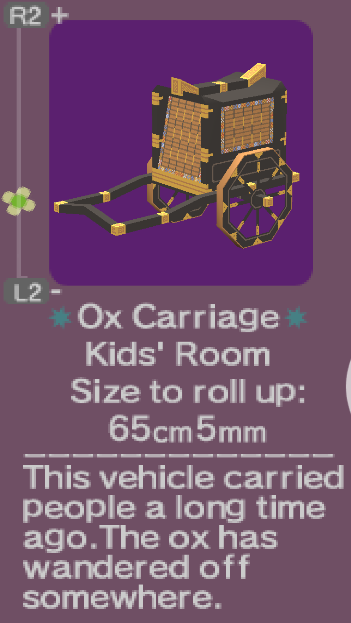 R2 +
L2 -
Ox Carriage
Kids' Room
Size to roll up:
65cm5mm
This vehicle carried
people a long time
ago.The ox has
wandered off
somewhere.